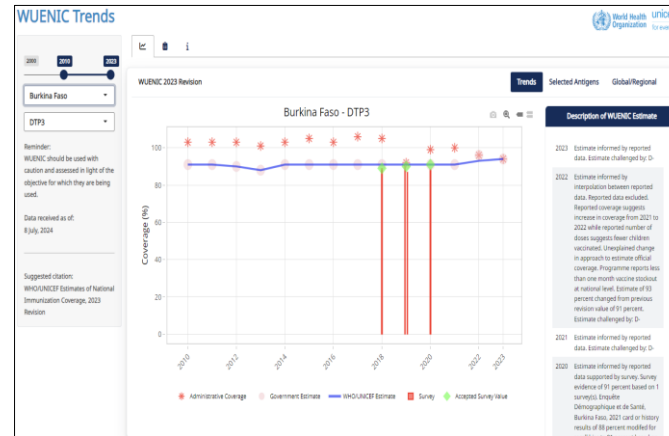 WUENIC Trends
World Health Organization
unicef
for every
2000
2010
2023
Burkina Faso
DTP3
Reminder:
WUENIC should be used with
caution and assessed in light of the
objective for which they are being
used.
Data received as of:
8 July, 2024
Suggested citation:
WHO/UNICEF Estimates of National
Immunization Coverage, 2023
Revision
WUENIC 2023 Revision
Trends
Selected Antigens
Global/Regional
Burkina Faso - DTP3
Coverage (%)
100
80
60
40
20
0
2010
2012
2014
2016
2018
2020
2022
2023
Administrative Coverage
Government Estimate
WHO/UNICEF Estimate
Survey
Accepted Survey Value
Description of WUENIC Estimate
2023 Estimate informed by reported
data. Estimate challenged by: D-
2022 Estimate informed by
interpolation between reported
data. Reported data excluded.
Reported coverage suggests
increase in coverage from 2021 to
2022 while reported number of
doses suggests fewer children
vaccinated. Unexplained change
in approach to estimate official
coverage. Programme reports less
than one month vaccine stockout
at national level. Estimate of 93
percent changed from previous
revision value of 91 percent.
Estimate challenged by: D-
2021 Estimate informed by reported
data. Estimate challenged by: D-
2020 Estimate informed by reported
data supported by survey. Survey
evidence of 91 percent based on 1
survey(s). Enquête
Démographique et de Santé,
Burkina Faso, 2021 card or history
results of 88 percent modified for